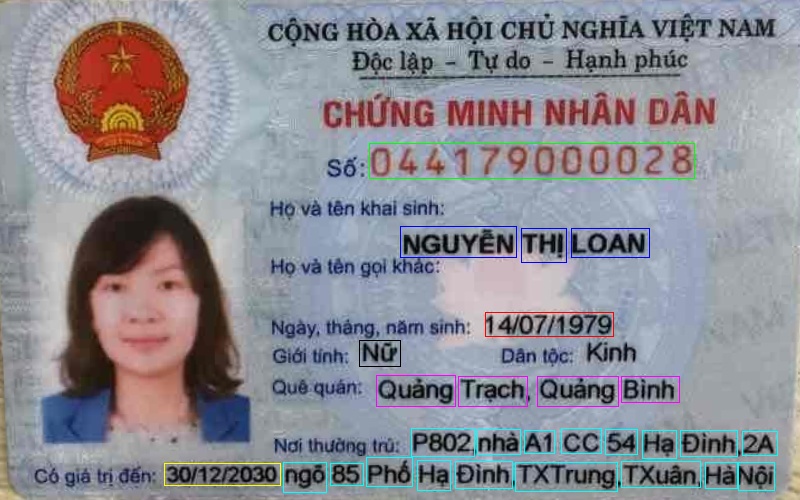 CỘNG HÒA XÃ HỘI CHỦ NGHĨA VIỆT NAM
Độc lập - Tự do - Hạnh phúc
CHỨNG MINH NHÂN DÂN
Số: 044179000028
Họ và tên khai sinh:
NGUYỄN THỊ LOAN
Họ và tên gọi khác:
Ngày, tháng, năm sinh: 14/07/1979
Giới tính: Nữ Dân tộc: Kinh
Quê quán: Quảng Trạch, Quảng Bình
Nơi thường trú: P802,nhà A1 CC 54 Hạ Đình,2A
Có giá trị đến: 30/12/2030 ngõ 85 Phố Hạ Đình,TXTrung,TXuân,Hà Nội